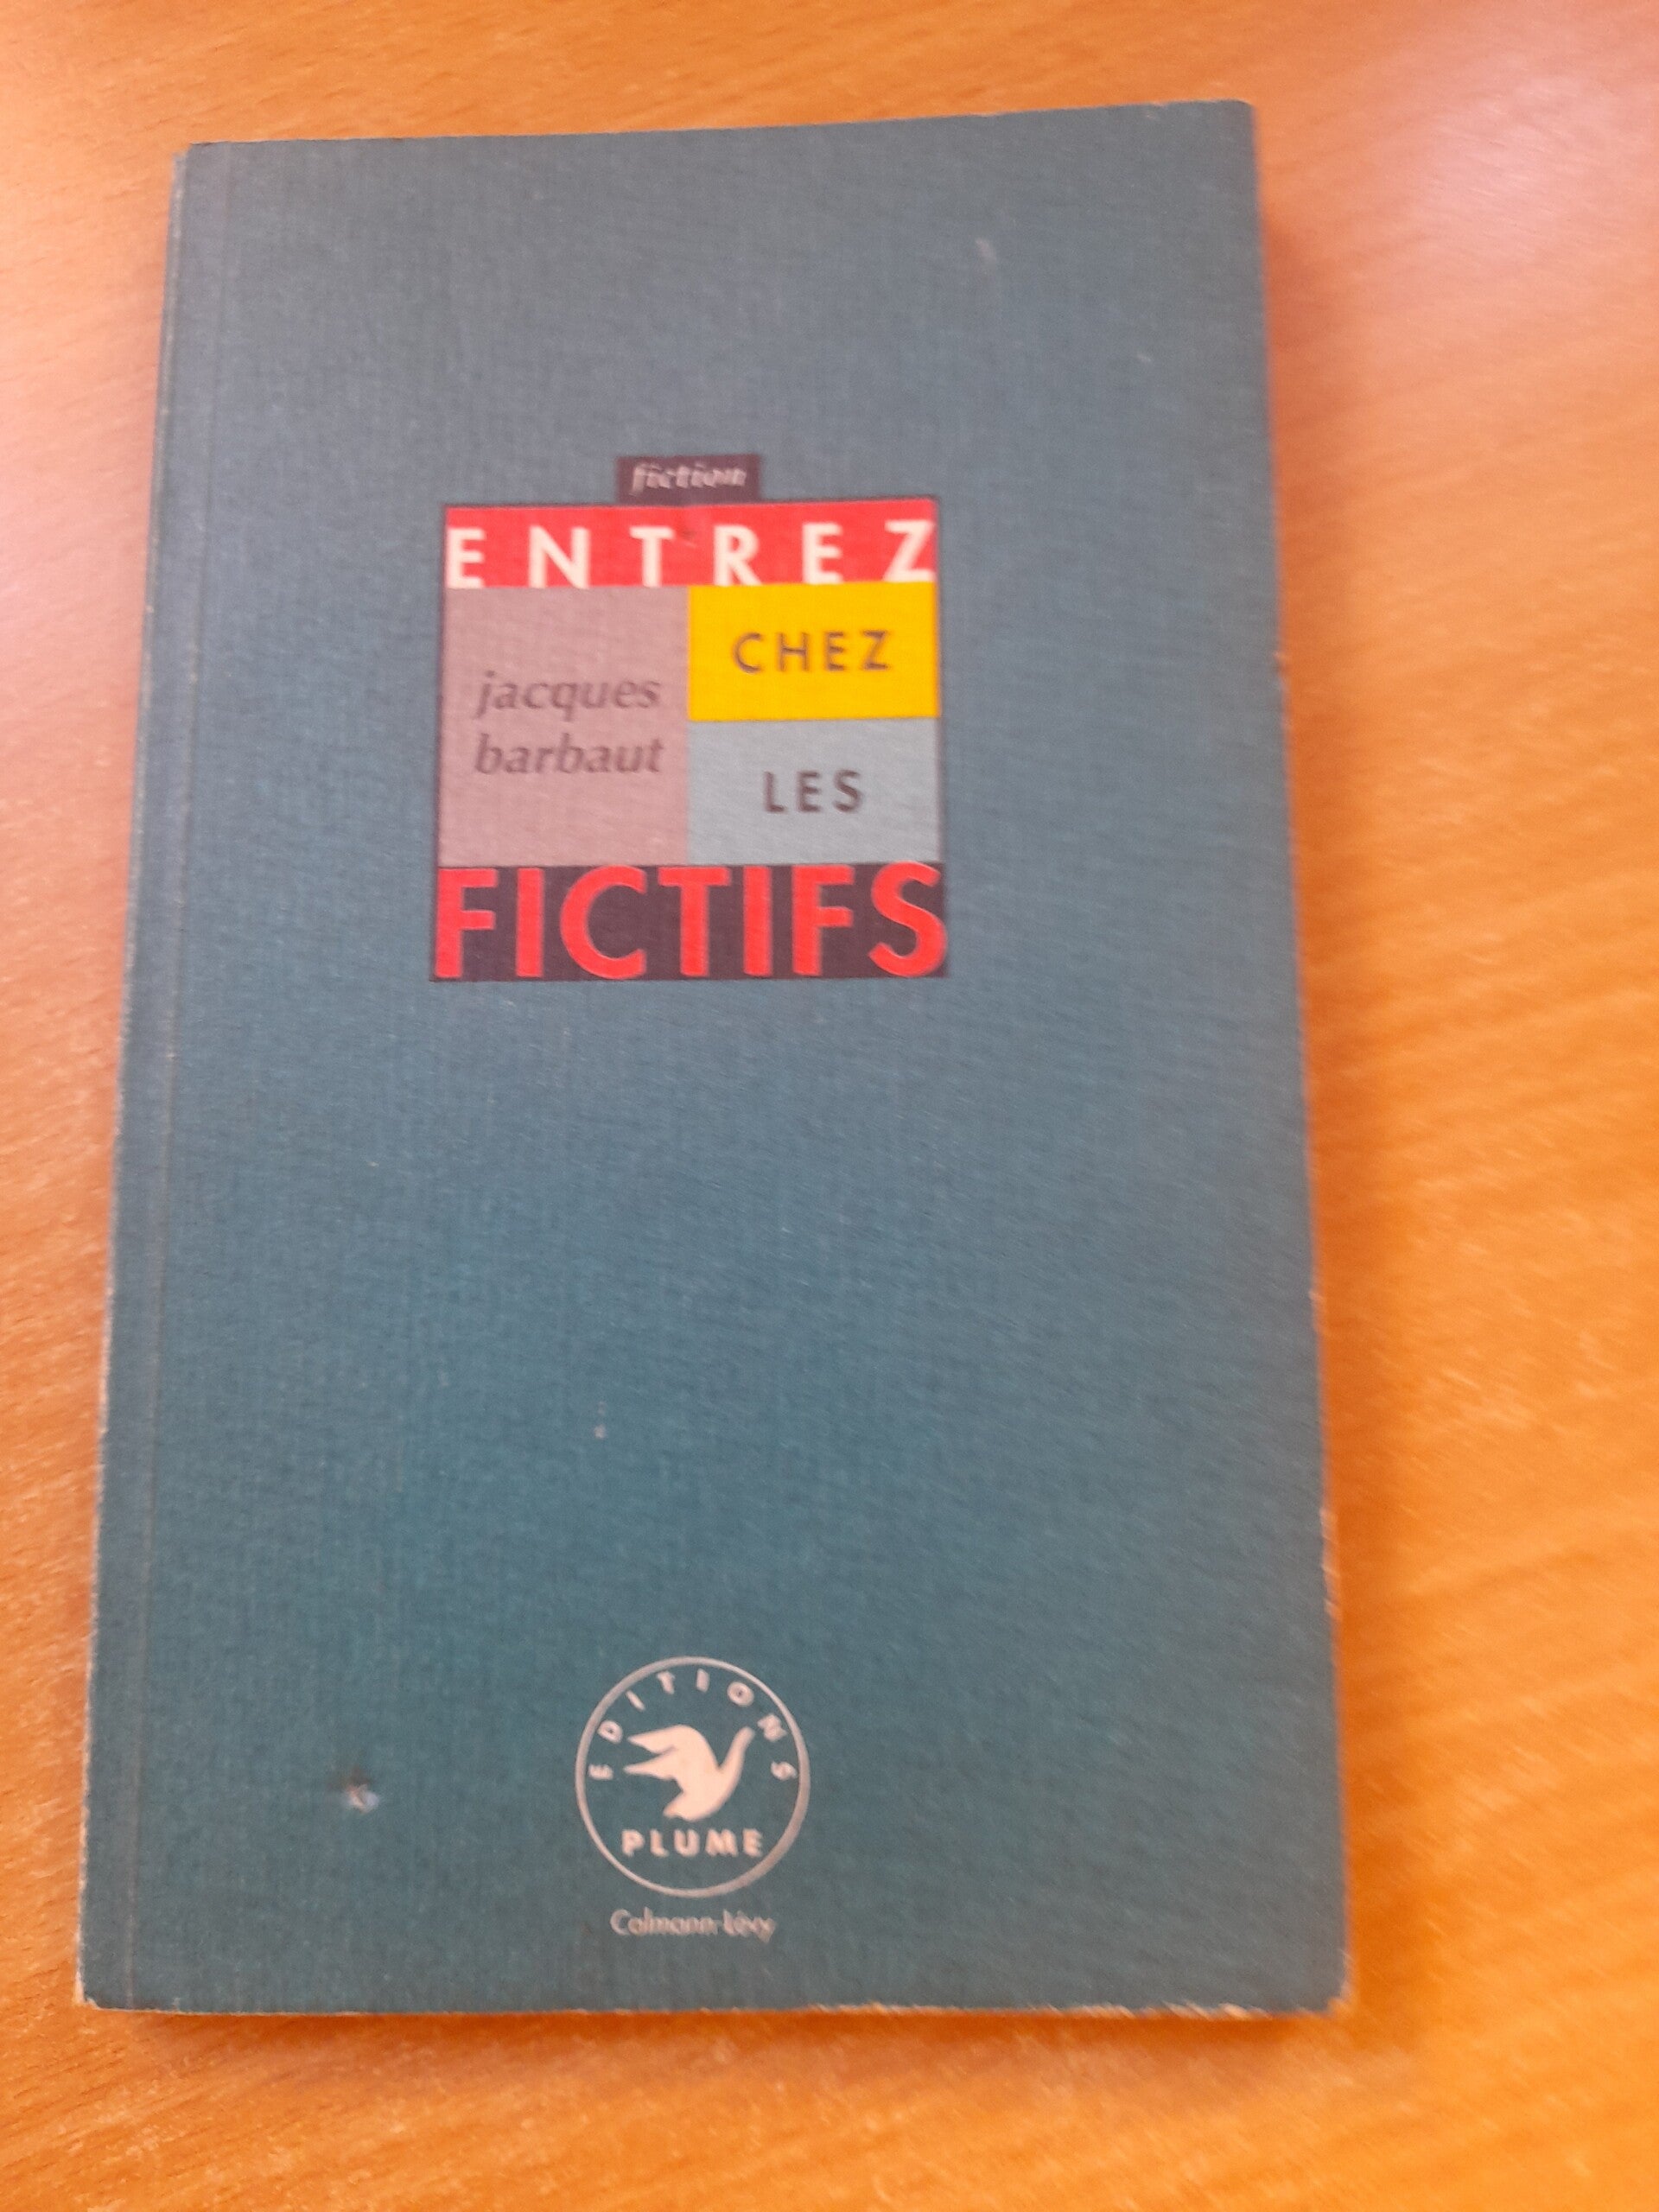 fiction
ENTREZ
jacques
barbaut
CHEZ
LES
FICTIFS
EDITIONS
PLUME
Calmann-Lévy